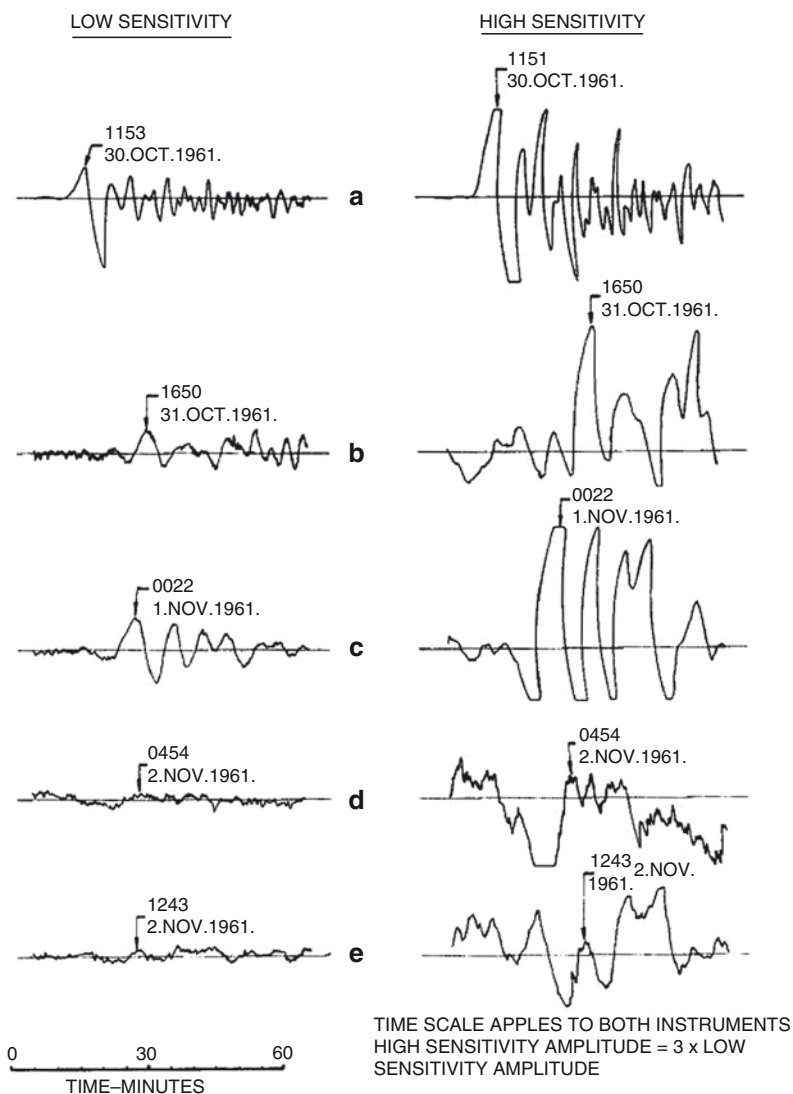 LOW SENSITIVITY
HIGH SENSITIVITY
1153
30.OCT.1961.
1151
30.OCT.1961.
a
1650
31.OCT.1961.
1650
31.OCT.1961.
b
0022
1.NOV.1961.
0022
1.NOV.1961.
c
0454
2.NOV.1961.
0454
2.NOV.1961.
d
1243
2.NOV.1961.
1243 2.NOV.
1961.
e
0 30 60
TIME–MINUTES
TIME SCALE APPLES TO BOTH INSTRUMENTS
HIGH SENSITIVITY AMPLITUDE = 3 x LOW
SENSITIVITY AMPLITUDE